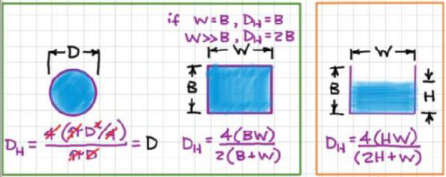 if W=B, D_H=B
W>>B, D_H=2B
D
W
B
W
B
H
D_H = 4(πD²/4)/πD = D
D_H = 4(BW)/2(B+W)
D_H = 4(HW)/(2H+W)